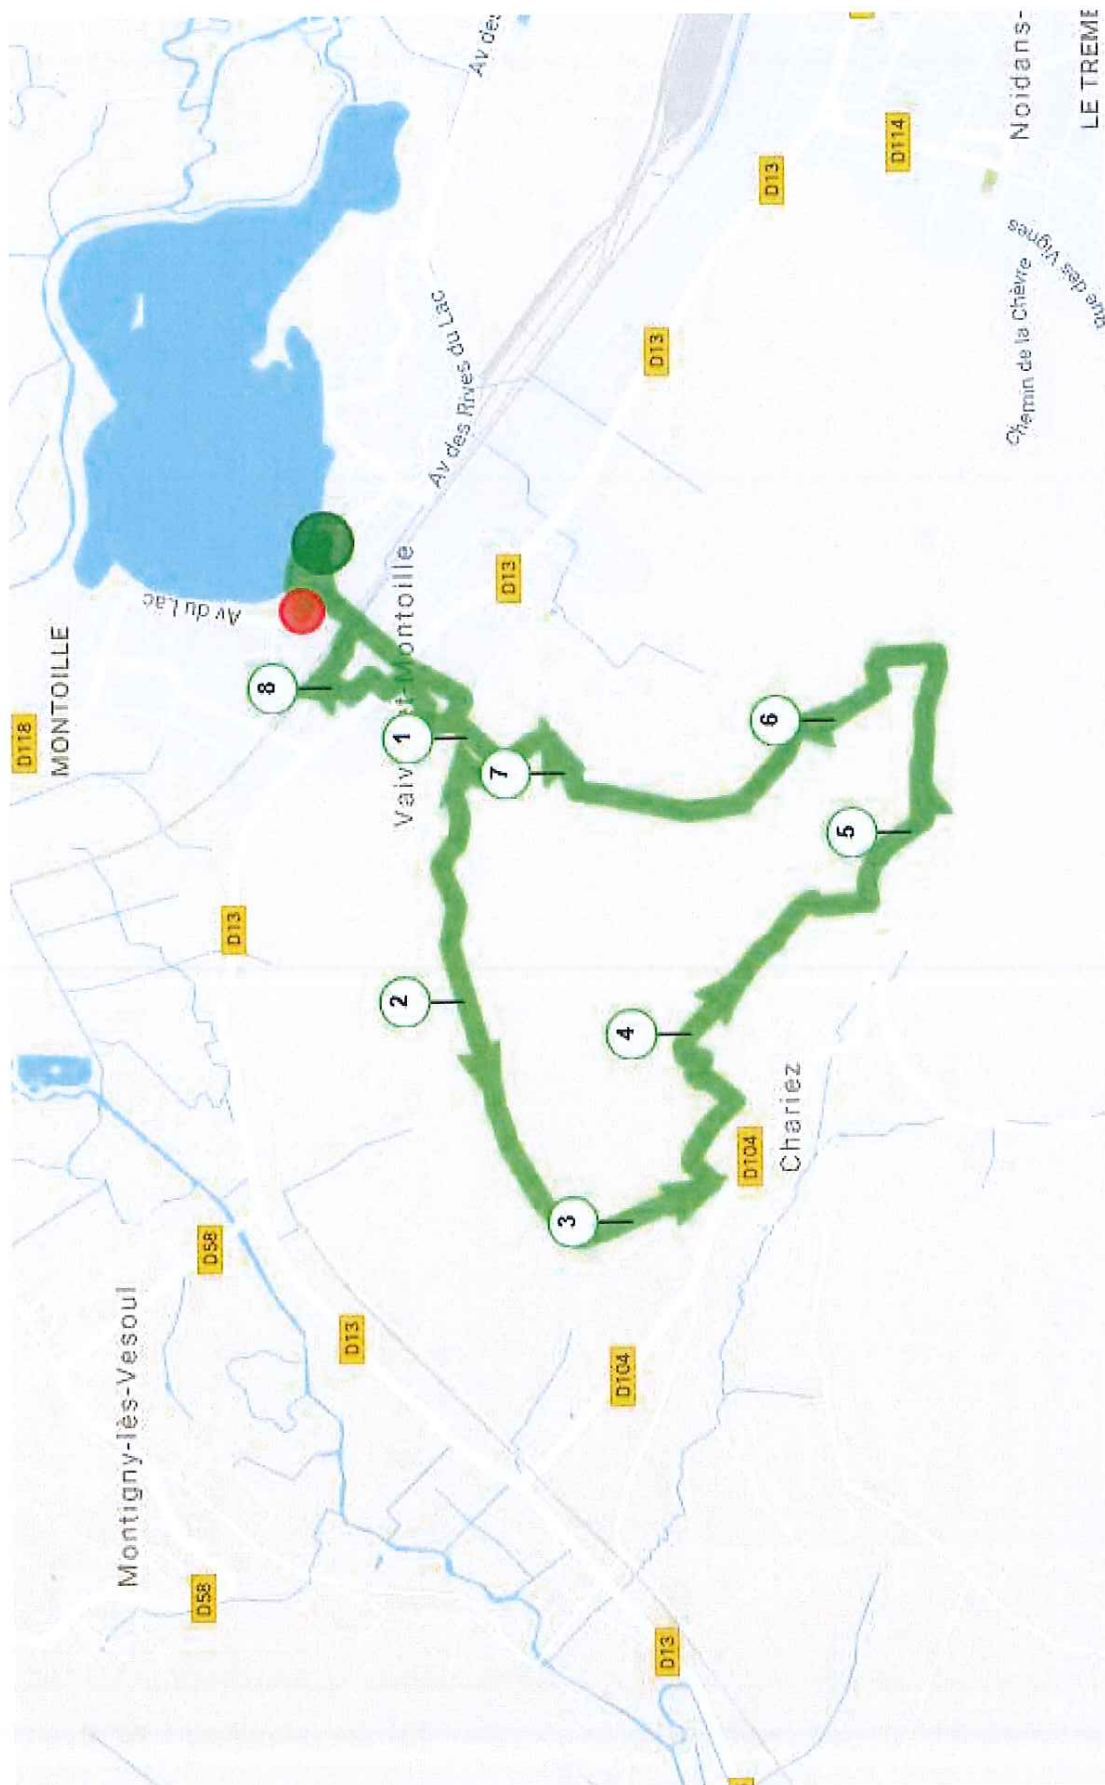 D118
MONTOILLE
Montigny-lès-Vesoul
Av du Lac
D58
D58
D13
8
D13
2
1
Vaiv et-Montoille
Av des Rives du Lac
Av des
7
D13
3
D104
4
D13
D13
D104
6
D13
Chariez
5
D114
Chemin de la Chèvre
Noidans-
Rue des Vignes
LE TREME